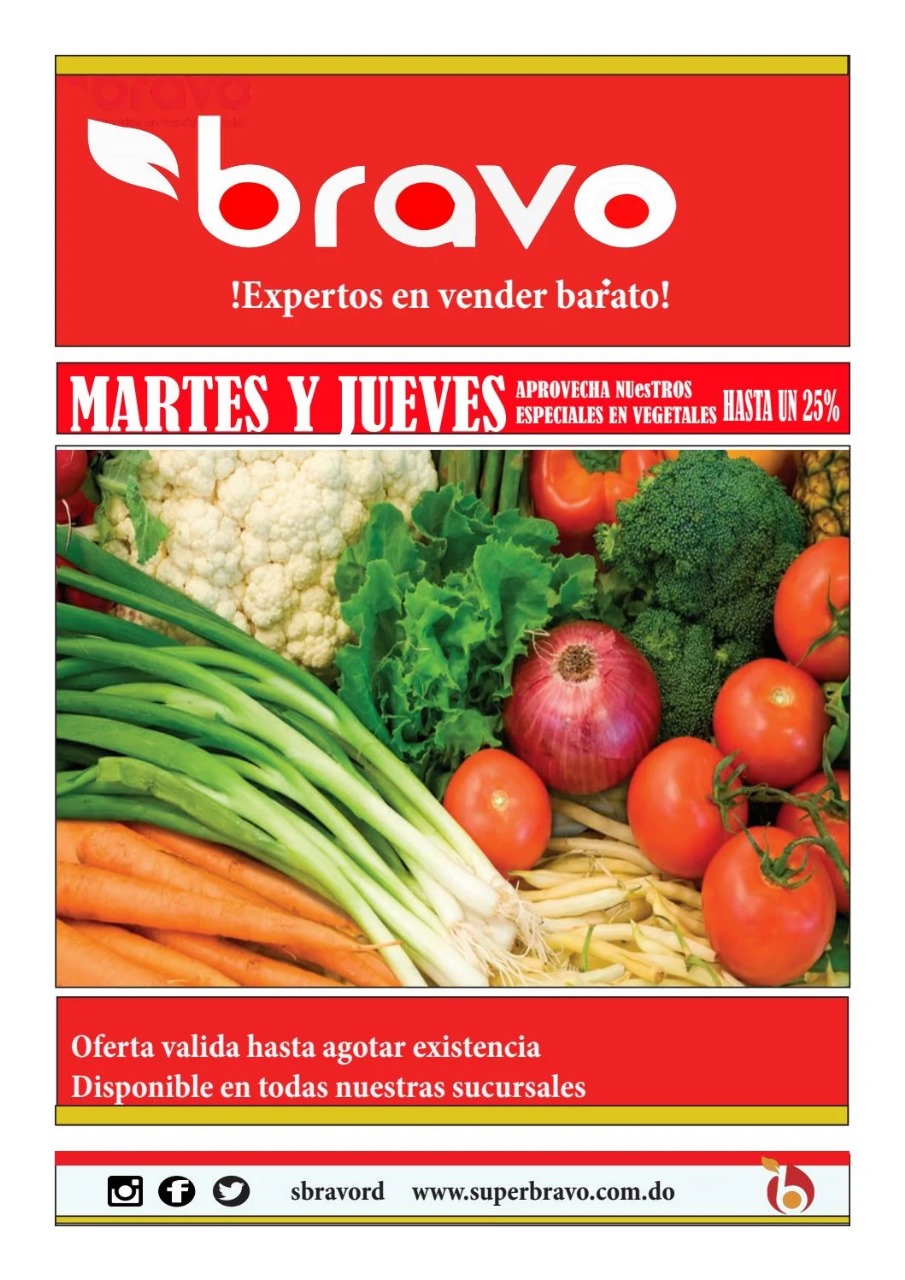 bravo
bravo
!Expertos en vender barato!
MARTES Y JUEVES APROVECHA NUesTROS
ESPECIALES EN VEGETALES HASTA UN 25%
Oferta valida hasta agotar existencia
Disponible en todas nuestras sucursales
sbravord www.superbravo.com.do